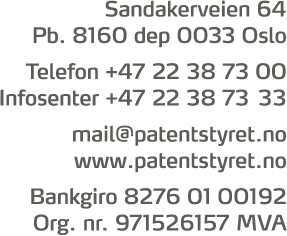 Sandakerveien 64
Pb. 8160 dep 0033 Oslo
Telefon +47 22 38 73 00
Infosenter +47 22 38 73 33
mail@patentstyret.no
www.patentstyret.no
Bankgiro 8276 01 00192
Org. nr. 971526157 MVA